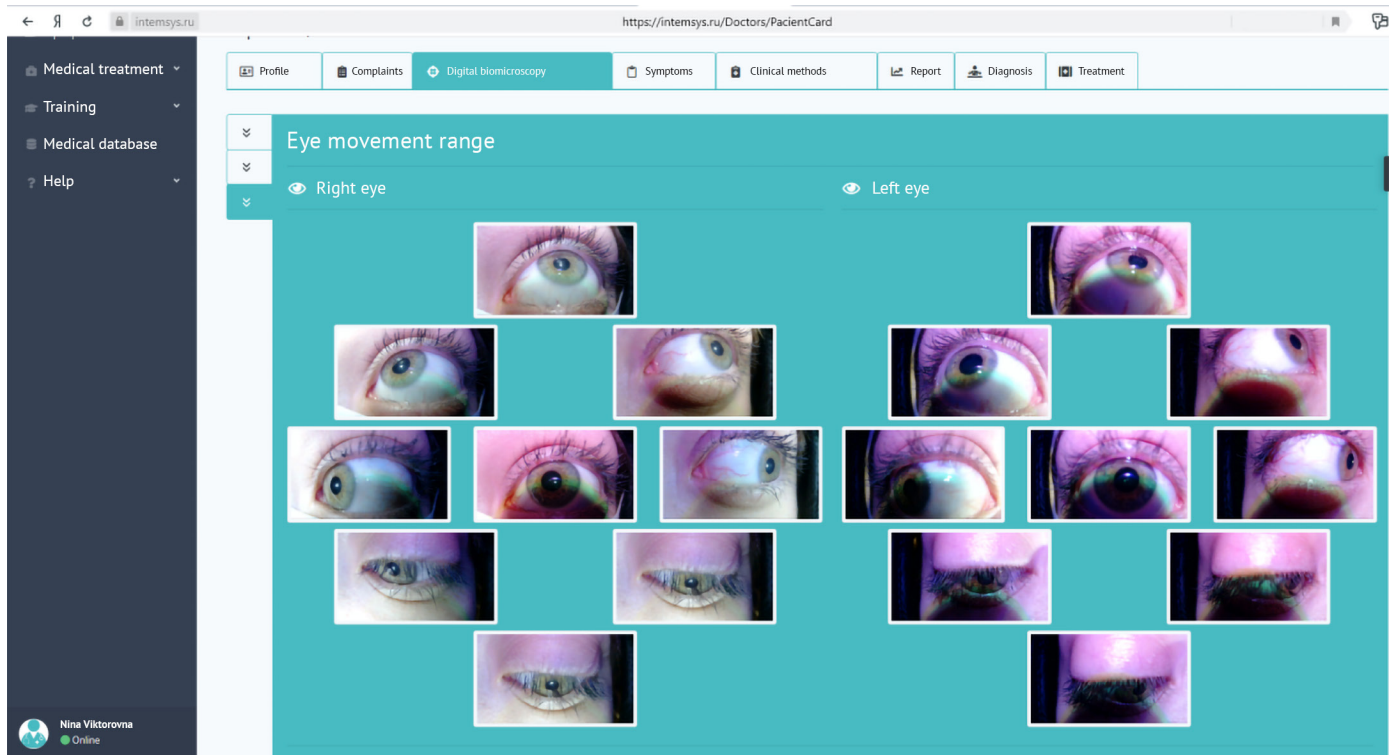 Я intemsys.ru https://intemsys.ru/Doctors/PacientCard
Medical treatment
Training
Medical database
? Help
Profile Complaints Digital biomicroscopy Symptoms Clinical methods Report Diagnosis Treatment
Eye movement range
Right eye Left eye
Nina Viktorovna
Online